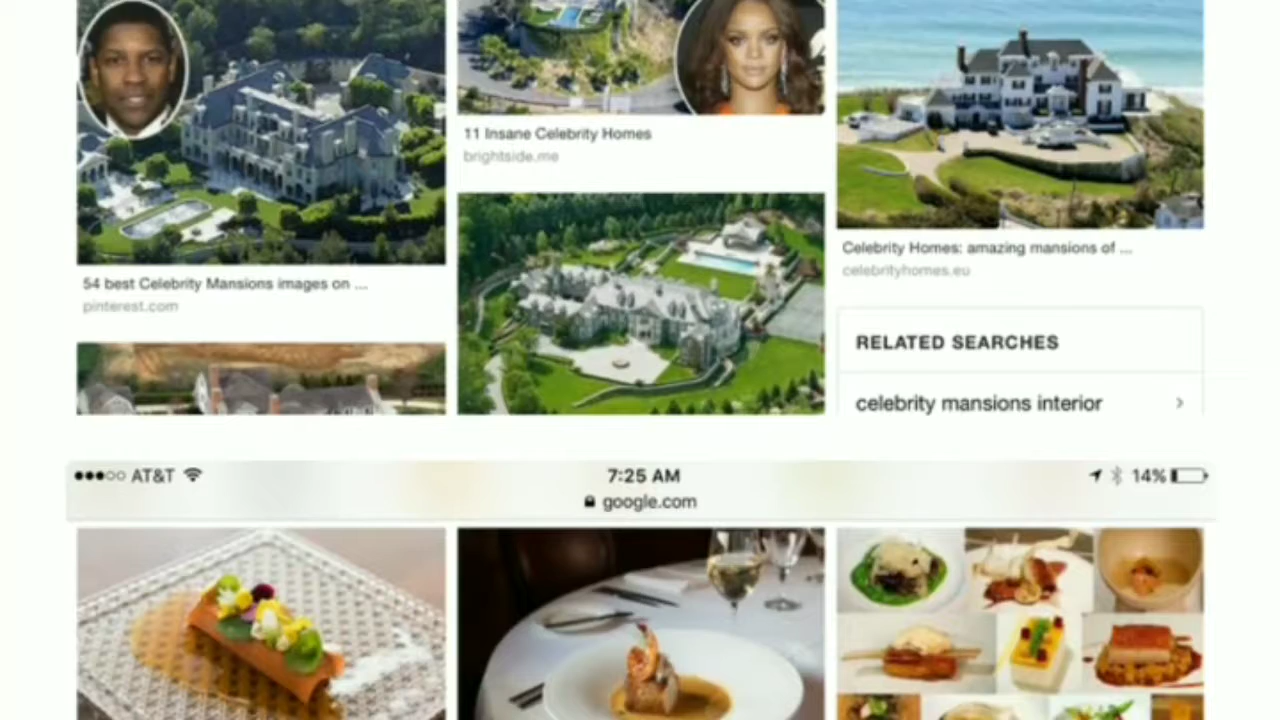 11 Insane Celebrity Homes
brightside.me
Celebrity Homes: amazing mansions of ...
celebrityhomes.eu
54 best Celebrity Mansions images on ...
pinterest.com
RELATED SEARCHES
celebrity mansions interior
AT&T 7:25 AM 14%
google.com